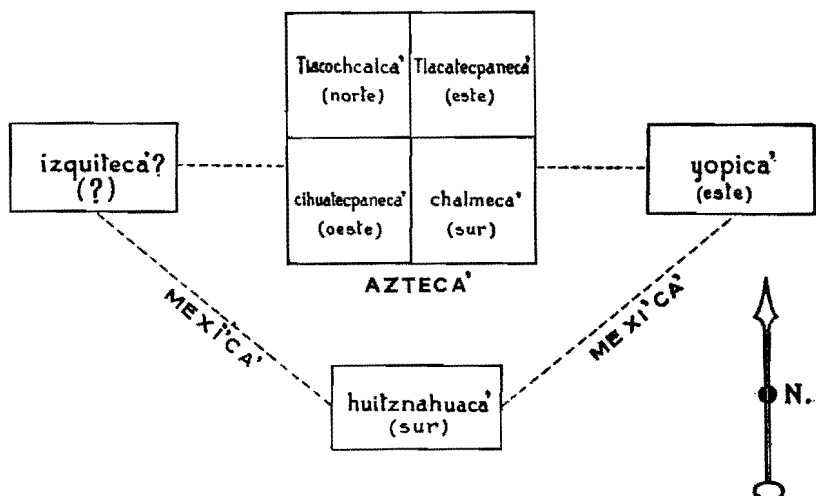 Tlacochcalca'
(norte)
Tlacatecpaneca'
(este)
izquiteca'?
(?)
cihuatecpaneca'
(oeste)
chalmeca'
(sur)
yopica'
(este)
AZTECA'
MEXI'CA'
MEXI'CA'
huitznahuaca'
(sur)
N.